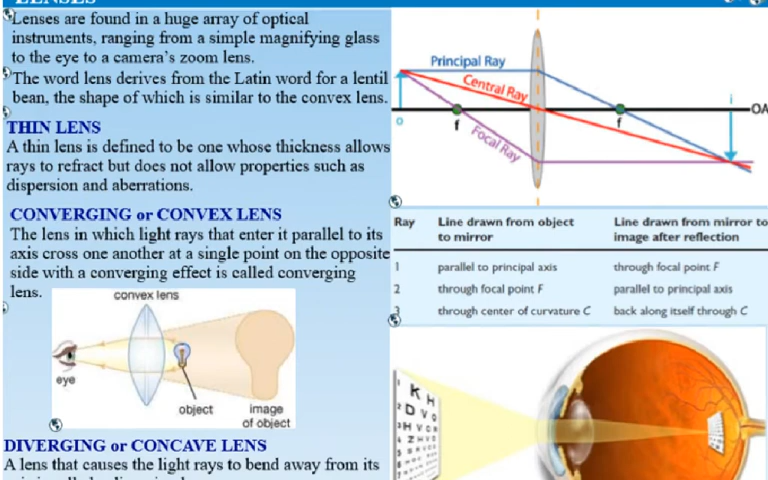 LENSES
Lenses are found in a huge array of optical
instruments, ranging from a simple magnifying glass
to the eye to a camera's zoom lens.
The word lens derives from the Latin word for a lentil
bean, the shape of which is similar to the convex lens.
THIN LENS
A thin lens is defined to be one whose thickness allows
rays to refract but does not allow properties such as
dispersion and aberrations.
CONVERGING or CONVEX LENS
The lens in which light rays that enter it parallel to its
axis cross one another at a single point on the opposite
side with a converging effect is called converging
lens.
convex lens
eye
object
image
of object
DIVERGING or CONCAVE LENS
A lens that causes the light rays to bend away from its
Principal Ray
Central Ray
Focal Ray
o
f
f
i
OA
Ray Line drawn from object Line drawn from mirror to
to mirror image after reflection
1 parallel to principal axis through focal point F
2 through focal point F parallel to principal axis
3 through center of curvature C back along itself through C
K H
D V O
H V C